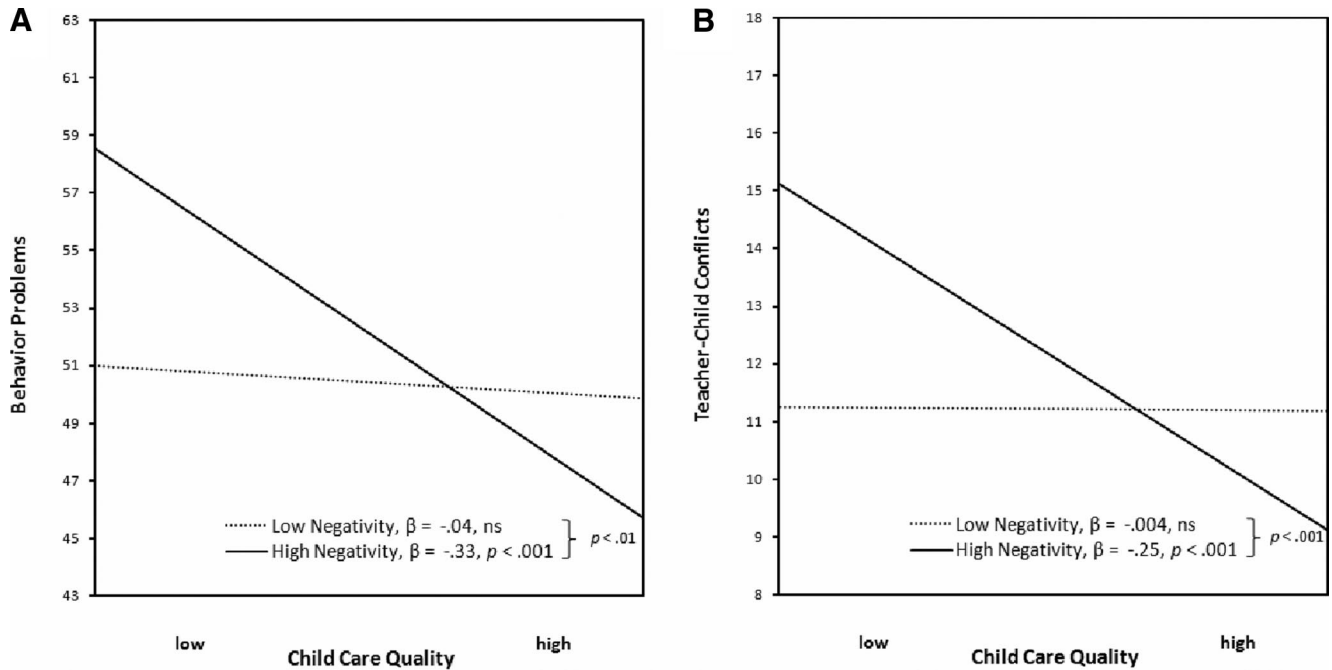 A
63
61
59
57
55
53
51
49
47
45
43
Behavior Problems
Low Negativity, β = -.04, ns
High Negativity, β = -.33, p < .001
p < .01
low
high
Child Care Quality
B
18
17
16
15
14
13
12
11
10
9
8
Teacher-Child Conflicts
Low Negativity, β = -.004, ns
High Negativity, β = -.25, p < .001
p < .001
low
high
Child Care Quality